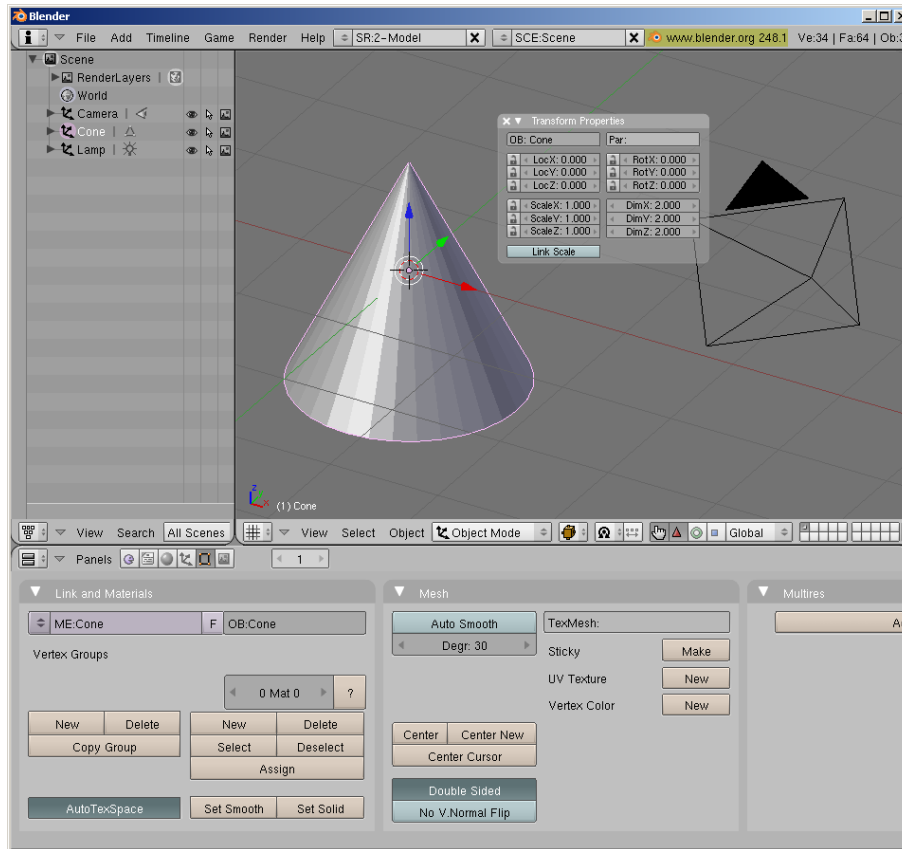 Blender
File Add Timeline Game Render Help SR:2-Model SCE:Scene www.blender.org 248.1 Ve:34 | Fa:64 | Ob:
Scene
RenderLayers
World
Camera
Cone
Lamp
Transform Properties
OB: Cone Par:
LocX: 0.000 RotX: 0.000
LocY: 0.000 RotY: 0.000
LocZ: 0.000 RotZ: 0.000
ScaleX: 1.000 DimX: 2.000
ScaleY: 1.000 DimY: 2.000
ScaleZ: 1.000 DimZ: 2.000
Link Scale
z
x
(1) Cone
View Search All Scenes View Select Object Object Mode Global
Panels 1
Link and Materials
ME:Cone F OB:Cone
Vertex Groups
0 Mat 0 ?
New Delete New Delete
Copy Group Select Deselect
Assign
AutoTexSpace Set Smooth Set Solid
Mesh
Auto Smooth TexMesh:
Degr: 30 Sticky Make
UV Texture New
Vertex Color New
Center Center New
Center Cursor
Double Sided
No V.Normal Flip
Multires